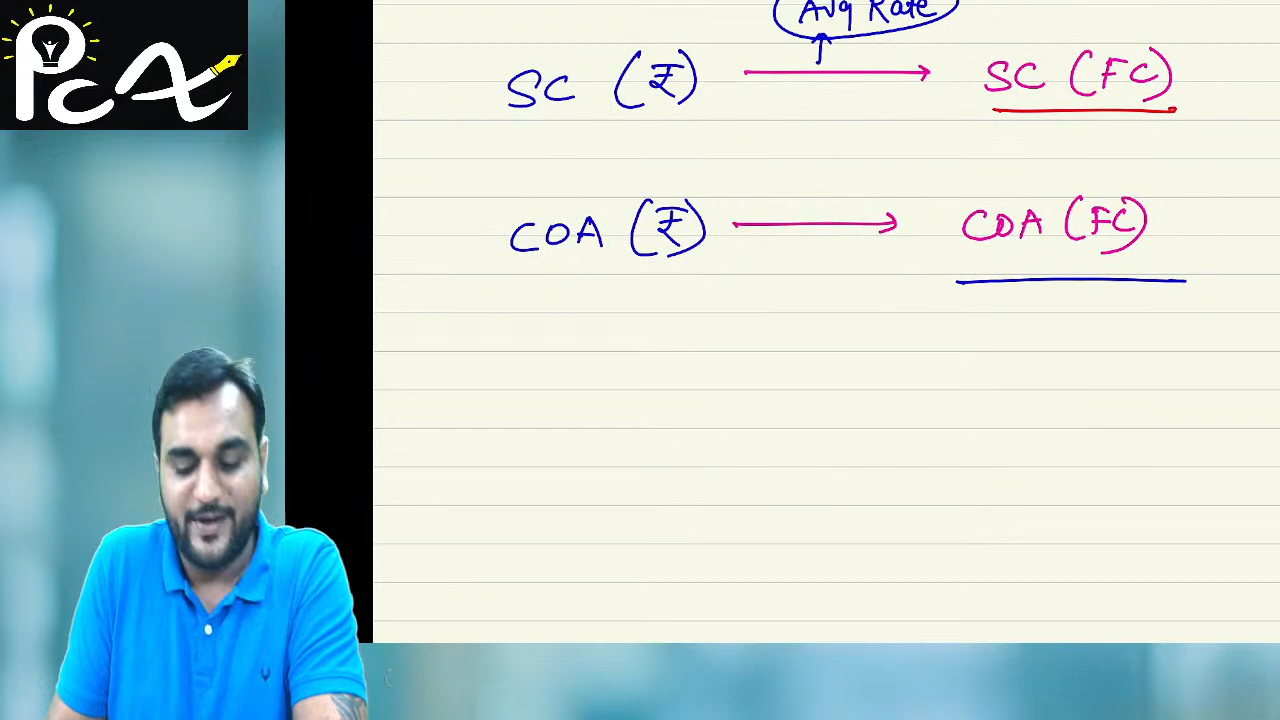 PCA
Avg Rate
SC (₹) SC (FC)
COA (₹) COA (FC)